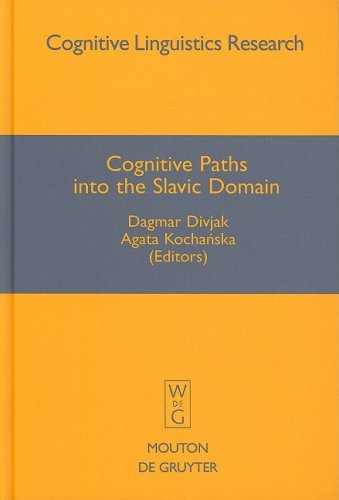 Cognitive Linguistics Research
Cognitive Paths
into the Slavic Domain
Dagmar Divjak
Agata Kochańska
(Editors)
W
DE
G
MOUTON
DE GRUYTER